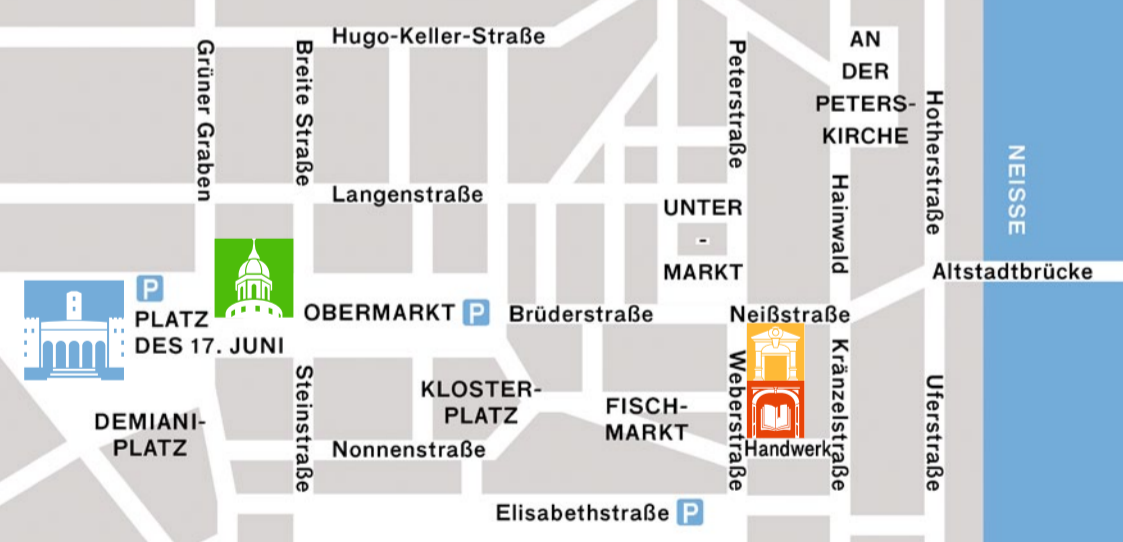 Hugo-Keller-Straße
Grüner Graben
Breite Straße
Peterstraße
AN
DER
PETERS-
KIRCHE
Hotherstraße
NEISSE
Langenstraße
Hainwald
UNTER
-
MARKT
Altstadtbrücke
P
PLATZ
DES 17. JUNI
OBERMARKT P
Brüderstraße
Neißstraße
Steinstraße
KLOSTER-
PLATZ
FISCH-
MARKT
Weberstraße
Kränzelstraße
Uferstraße
DEMIANI-
PLATZ
Nonnenstraße
Handwerk
Elisabethstraße P